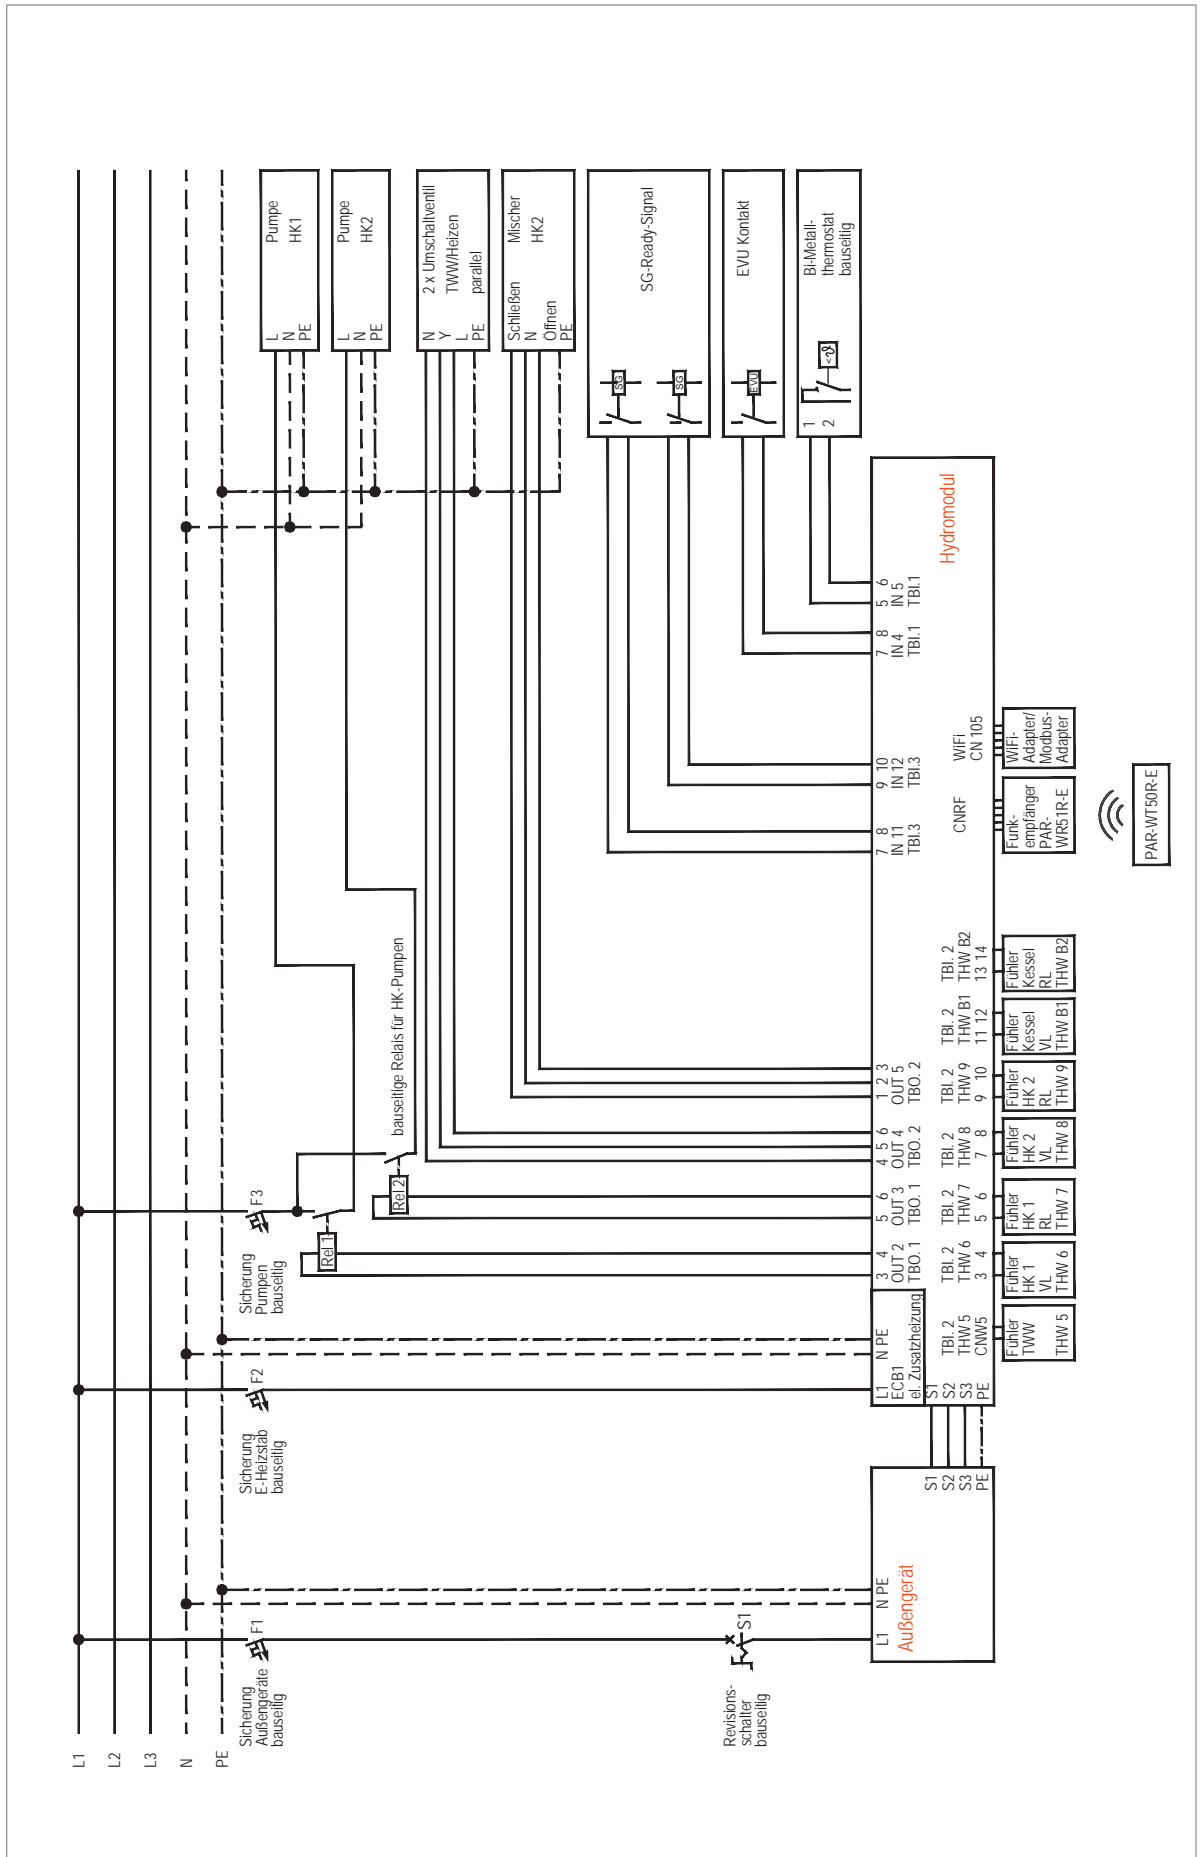 L1
L2
L3
N
PE
Sicherung
Außengeräte
bauseitig
F1
Sicherung
E-Heizstab
bauseitig
F2
Sicherung
Pumpen
bauseitig
F3
Pumpe
HK1
L
N
PE
Pumpe
HK2
L
N
PE
2 x Umschaltventil
TWW/Heizen
parallel
N
Y
L
PE
Mischer
HK2
Schließen
N
Öffnen
PE
SG-Ready-Signal
SG
SG
EVU Kontakt
EVU
Bi-Metall-
thermostat
bauseitig
<ϑ
1
2
Rel 1
Rel 2
bauseitige Relais für HK-Pumpen
Revisions-
schalter
bauseitig
S1
L1
N PE
Außengerät
S1
S2
S3
PE
L1
N PE
ECB1
el. Zusatzheizung
S1
S2
S3
PE
3 4
OUT 2
TBO. 1
5 6
OUT 3
TBO. 1
4 5 6
OUT 4
TBO. 2
1 2 3
OUT 5
TBO. 2
7 8
IN 11
TBI.3
9 10
IN 12
TBI.3
7 8
IN 4
TBI.1
5 6
IN 5
TBI.1
Hydromodul
TBI. 2
THW 5
CNW5
TBI. 2
THW 6
3 4
TBI. 2
THW 7
5 6
TBI. 2
THW 8
7 8
TBI. 2
THW 9
9 10
TBI. 2
THW B1
11 12
TBI. 2
THW B2
13 14
CNRF
WiFi
CN 105
Fühler
TWW
THW 5
Fühler
HK 1
VL
THW 6
Fühler
HK 1
RL
THW 7
Fühler
HK 2
VL
THW 8
Fühler
HK 2
RL
THW 9
Fühler
Kessel
VL
THW B1
Fühler
Kessel
RL
THW B2
Funk-
empfänger
PAR-
WR51R-E
WiFi-
Adapter/
Modbus-
Adapter
PAR-WT50R-E